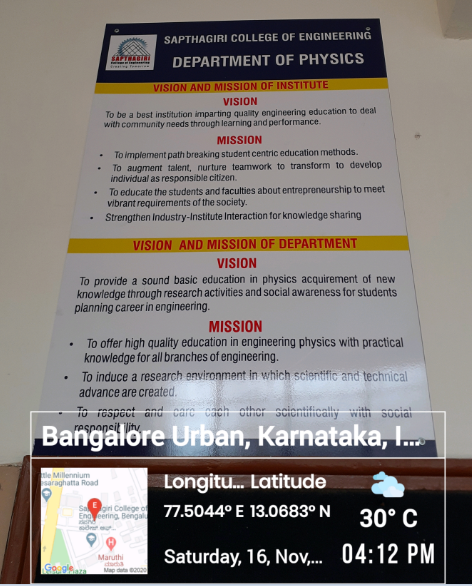 SAPTHAGIRI COLLEGE OF ENGINEERING
SAPTHAGIRI
College of Engineering
DEPARTMENT OF PHYSICS
VISION AND MISSION OF INSTITUTE
VISION
To be a best institution imparting quality engineering education to deal
with community needs through learning and performance.
MISSION
• To implement path breaking student centric education methods.
• To augment talent, nurture teamwork to transform to develop
individual as responsible citizen.
• To educate the students and faculties about entrepreneurship to meet
vibrant requirements of the society.
• Strengthen Industry-Institute Interaction for knowledge sharing
VISION AND MISSION OF DEPARTMENT
VISION
To provide a sound basic education in physics acquirement of new
knowledge through research activities and social awareness for students
planning career in engineering.
MISSION
• To offer high quality education in engineering physics with practical
knowledge for all branches of engineering.
• To induce a research environment in which scientific and technical
advance are created.
• To respect and care each other scientifically with social
responsibility.
Bangalore Urban, Karnataka, I...
ttle Millennium
esaraghatta Road
E
Sapthagiri College of
Engineering, Bengalu
H
Maruthi
Google
Plaza
Map data ©2020
Longitu... Latitude
77.5044º E 13.0683º N
30° C
Saturday, 16, Nov,...
04:12 PM